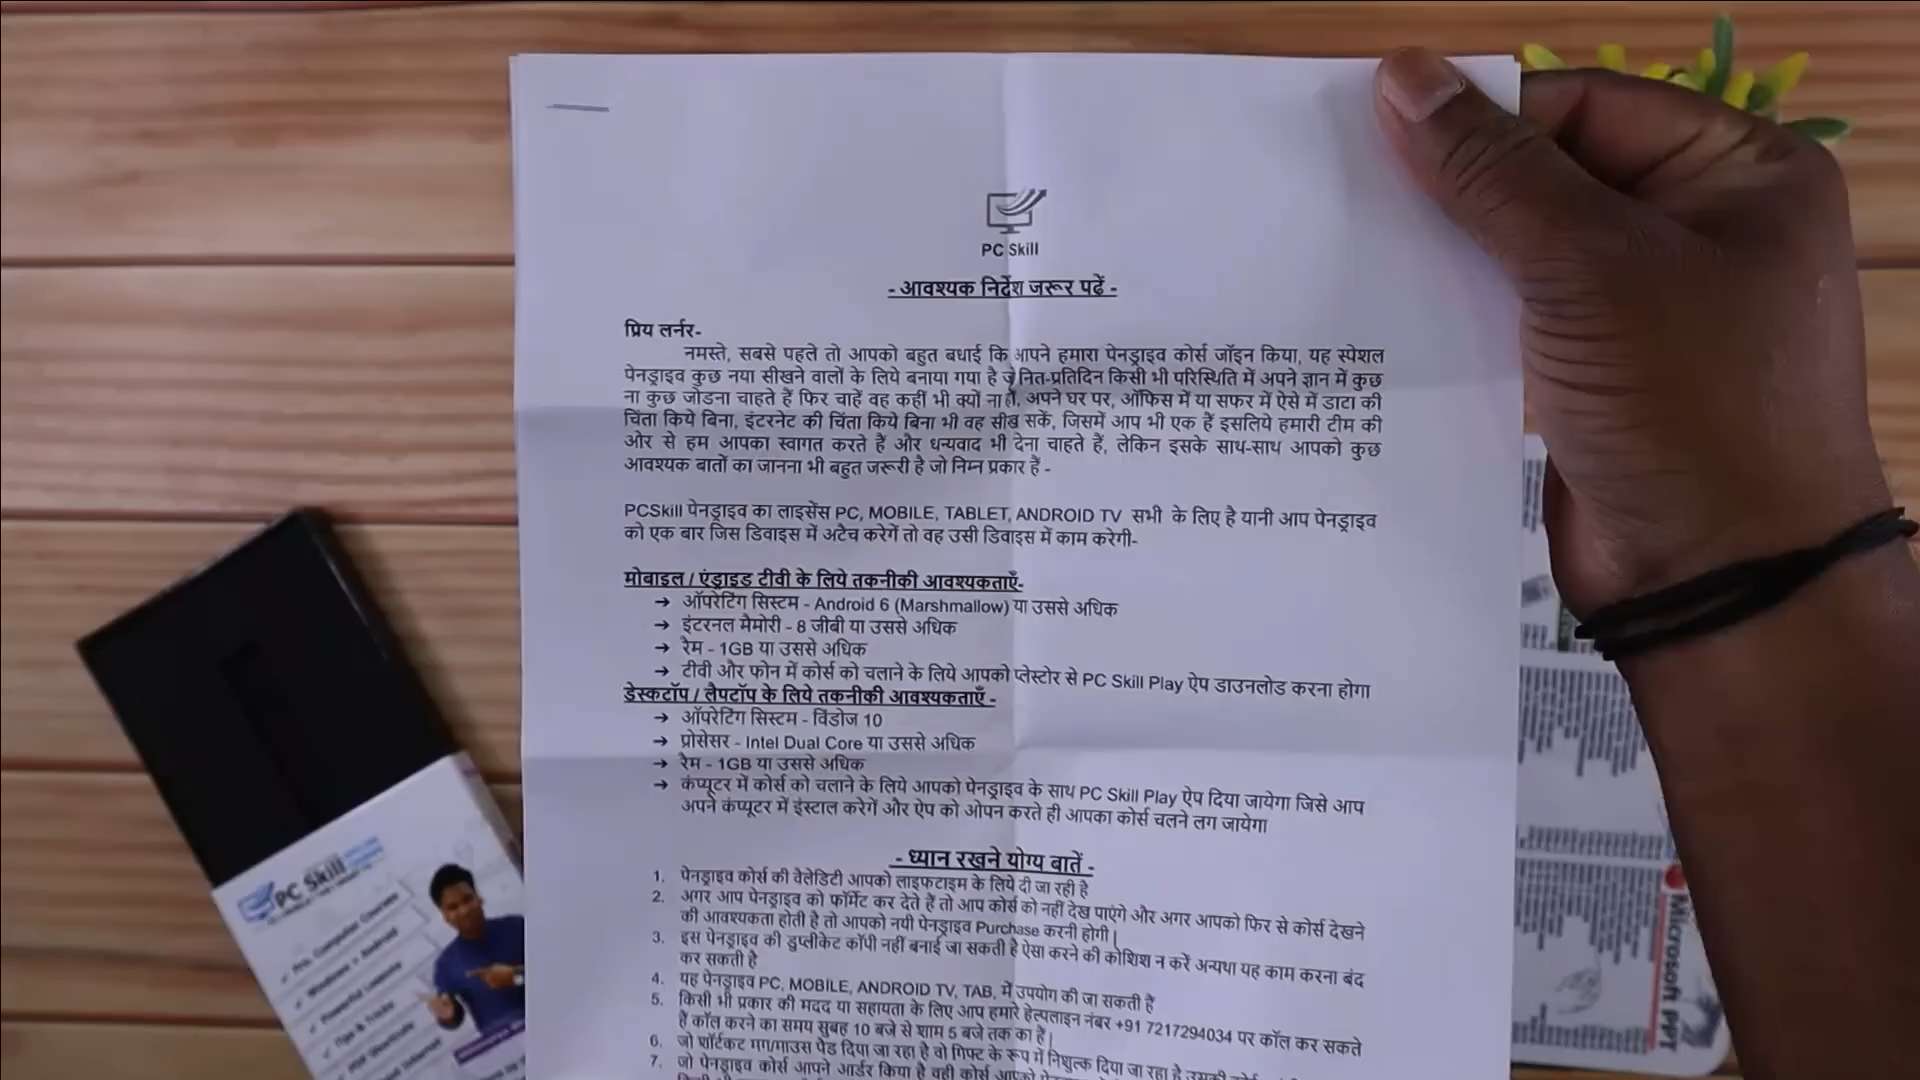 PC Skill
- आवश्यक निर्देश जरूर पढें -
प्रिय लर्नर-
नमस्ते, सबसे पहले तो आपको बहुत बधाई कि आपने हमारा पेनड्राइव कोर्स जॉइन किया, यह स्पेशल
पेनड्राइव कुछ नया सीखने वालों के लिये बनाया गया है जो नित-प्रतिदिन किसी भी परिस्थिति में अपने ज्ञान में कुछ
ना कुछ जोडना चाहते हैं फिर चाहें वह कहीं भी क्यों ना हों, अपने घर पर, ऑफिस में या सफर में ऐसे में डाटा की
चिंता किये बिना, इंटरनेट की चिंता किये बिना भी वह सीख सकें, जिसमें आप भी एक हैं इसलिये हमारी टीम की
ओर से हम आपका स्वागत करते हैं और धन्यवाद भी देना चाहते हैं, लेकिन इसके साथ-साथ आपको कुछ
आवश्यक बातों का जानना भी बहुत जरूरी है जो निम्न प्रकार हैं -
PCSkill पेनड्राइव का लाइसेंस PC, MOBILE, TABLET, ANDROID TV सभी के लिए है यानी आप पेनड्राइव
को एक बार जिस डिवाइस में अटैच करेगें तो वह उसी डिवाइस में काम करेगी-
मोबाइल / एंड्राइड टीवी के लिये तकनीकी आवश्यकताएँ-
→ ऑपरेटिंग सिस्टम - Android 6 (Marshmallow) या उससे अधिक
→ इंटरनल मैमोरी - 8 जीबी या उससे अधिक
→ रैम - 1GB या उससे अधिक
→ टीवी और फोन में कोर्स को चलाने के लिये आपको प्लेस्टोर से PC Skill Play ऐप डाउनलोड करना होगा
डेस्कटॉप / लैपटॉप के लिये तकनीकी आवश्यकताएँ -
→ ऑपरेटिंग सिस्टम - विंडोज 10
→ प्रोसेसर - Intel Dual Core या उससे अधिक
→ रैम - 1GB या उससे अधिक
→ कंप्यूटर में कोर्स को चलाने के लिये आपको पेनड्राइव के साथ PC Skill Play ऐप दिया जायेगा जिसे आप
अपने कंप्यूटर में इंस्टाल करेगें और ऐप को ओपन करते ही आपका कोर्स चलने लग जायेगा
- ध्यान रखने योग्य बातें -
1. पेनड्राइव कोर्स की वैलेडिटी आपको लाइफटाइम के लिये दी जा रही है
2. अगर आप पेनड्राइव को फॉर्मेट कर देते हैं तो आप कोर्स को नहीं देख पाएंगे और अगर आपको फिर से कोर्स देखने
की आवश्यकता होती है तो आपको नयी पेनड्राइव Purchase करनी होगी |
3. इस पेनड्राइव की डुप्लीकेट कॉपी नहीं बनाई जा सकती है ऐसा करने की कोशिश न करें अन्यथा यह काम करना बंद
कर सकती है
4. यह पेनड्राइव PC, MOBILE, ANDROID TV, TAB, में उपयोग की जा सकती हैं
5. किसी भी प्रकार की मदद या सहायता के लिए आप हमारे हेल्पलाइन नंबर +91 7217294034 पर कॉल कर सकते
हैं कॉल करने का समय सुबह 10 बजे से शाम 5 बजे तक का हैं |
6. जो शॉर्टकट मग/माउस पैड दिया जा रहा है वो गिफ्ट के रूप में निशुल्क दिया जा रहा है उसकी
7. जो पेनड्राइव कोर्स आपने आर्डर किया है वही कोर्स आपको
PC Skill
✓ Pro. Computer Courses
✓ Windows + Android
✓ Powerful Lessons
✓ Tips & Tricks
Microsoft PPT